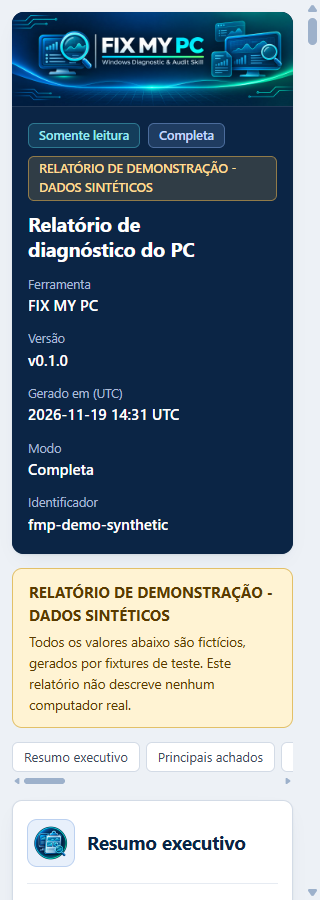 FIX MY PC
Windows Diagnostic & Audit Skill
Somente leitura
Completa
RELATÓRIO DE DEMONSTRAÇÃO -
DADOS SINTÉTICOS
Relatório de
diagnóstico do PC
Ferramenta
FIX MY PC
Versão
v0.1.0
Gerado em (UTC)
2026-11-19 14:31 UTC
Modo
Completa
Identificador
fmp-demo-synthetic
RELATÓRIO DE DEMONSTRAÇÃO -
DADOS SINTÉTICOS
Todos os valores abaixo são fictícios,
gerados por fixtures de teste. Este
relatório não descreve nenhum
computador real.
Resumo executivo
Principais achados
Resumo executivo